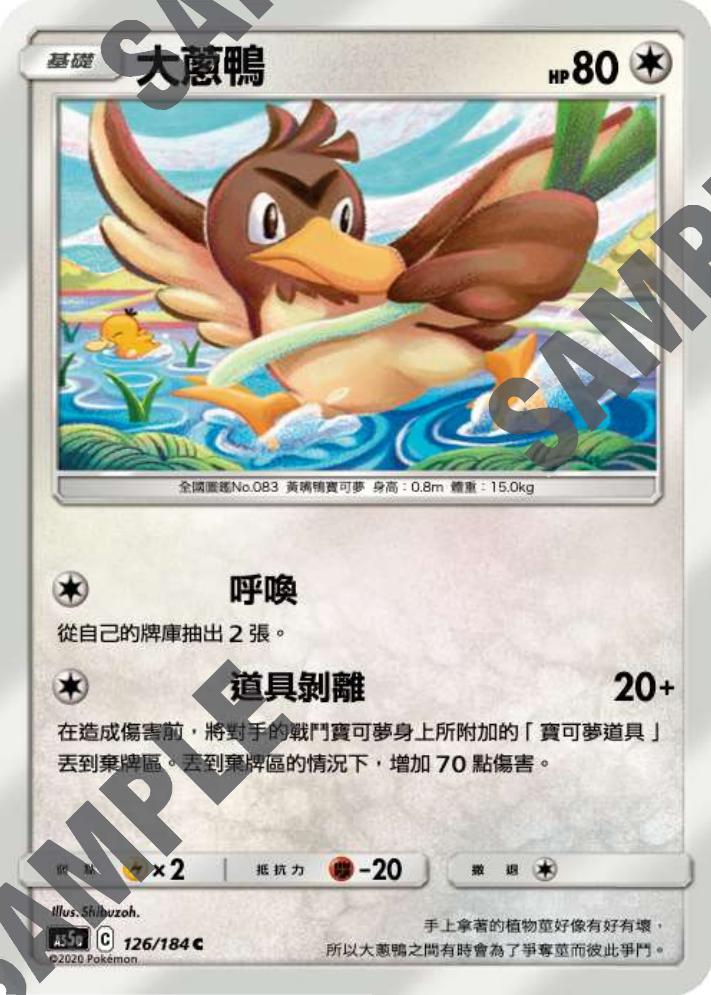 SAMPLE
基礎 大蔥鴨 HP 80
全國圖鑑No.083 黃嘴鴨寶可夢 身高：0.8m 體重：15.0kg
呼喚
從自己的牌庫抽出 2 張。
道具剝離 20+
在造成傷害前，將對手的戰鬥寶可夢身上所附加的「寶可夢道具」
丟到棄牌區。丟到棄牌區的情況下，增加 70 點傷害。
弱點 ×2 抵抗力 -20 撤退
Illus. Shibuzoh.
AS5a C 126/184 C
©2020 Pokémon
手上拿著的植物莖好像有好有壞，
所以大蔥鴨之間有時會為了爭奪莖而彼此爭鬥。
SAMPLE
SAMPLE